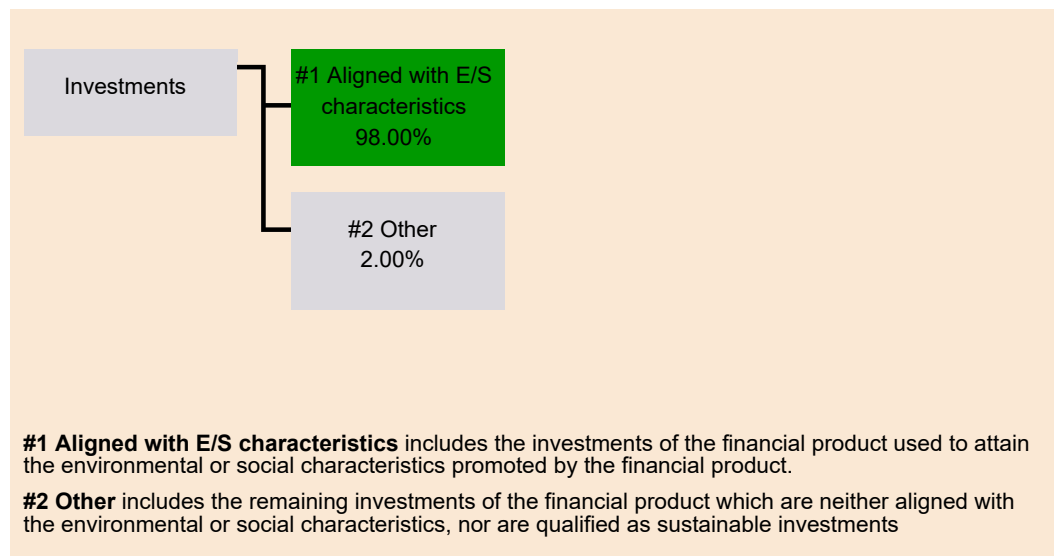 Investments
#1 Aligned with E/S
characteristics
98.00%
#2 Other
2.00%
#1 Aligned with E/S characteristics includes the investments of the financial product used to attain
the environmental or social characteristics promoted by the financial product.
#2 Other includes the remaining investments of the financial product which are neither aligned with
the environmental or social characteristics, nor are qualified as sustainable investments